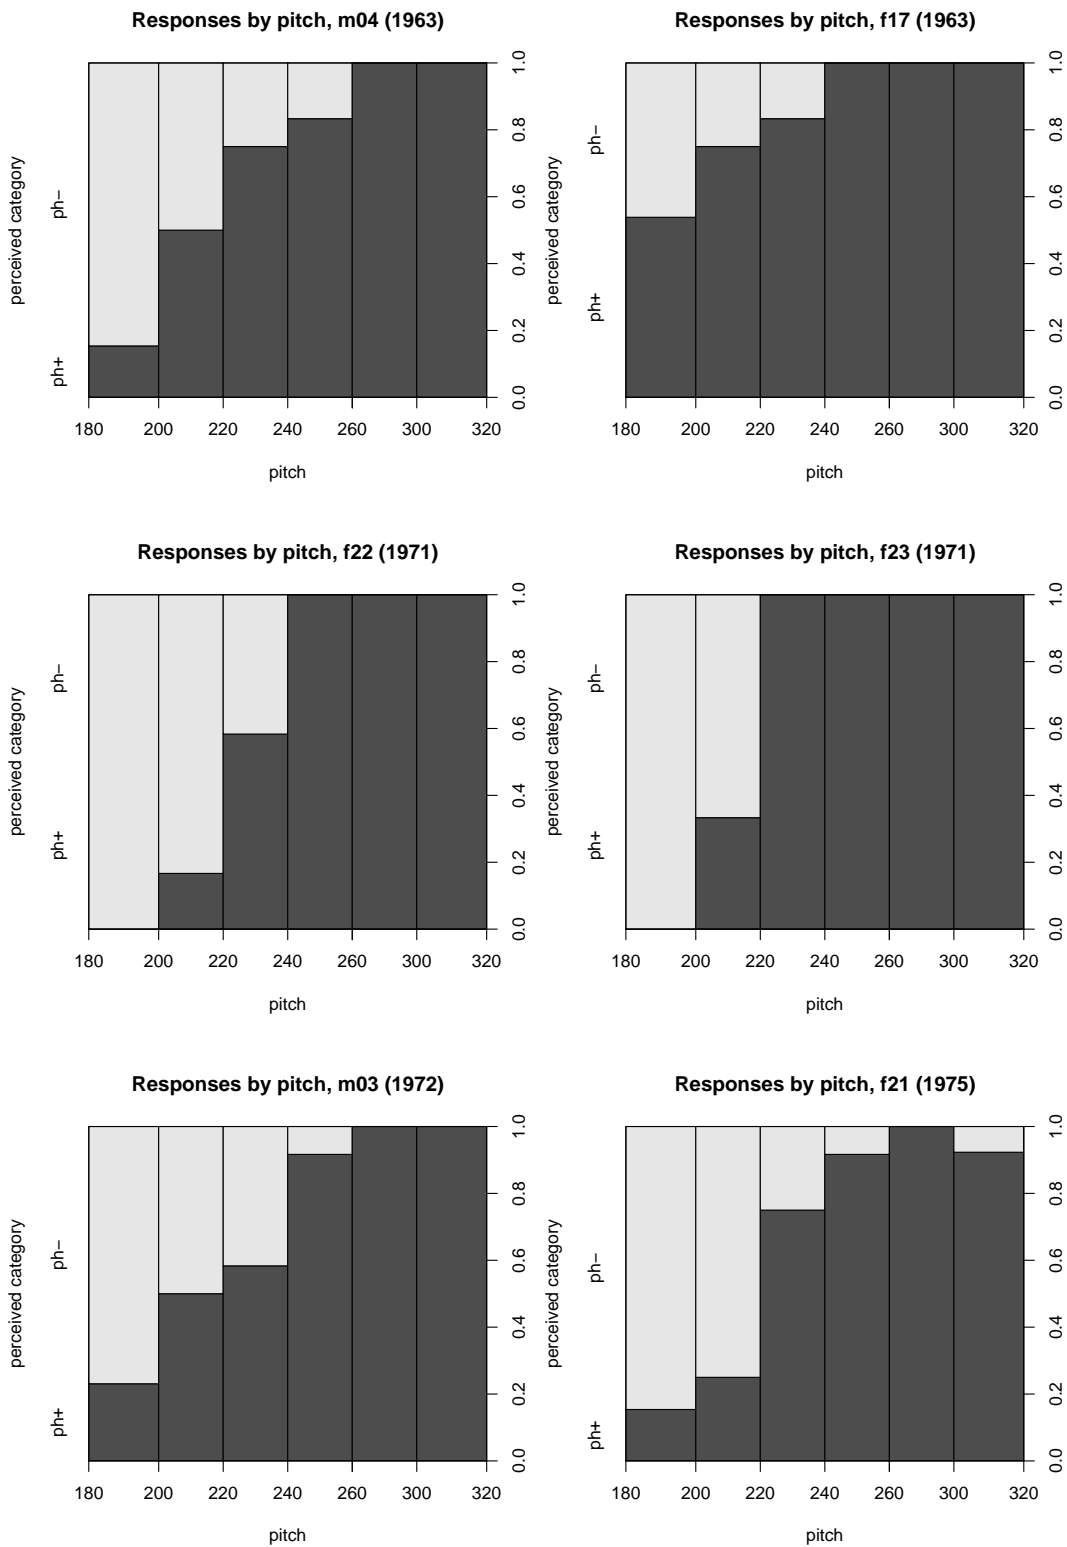 Responses by pitch, m04 (1963)
perceived category
ph+ ph−
0.0 0.2 0.4 0.6 0.8 1.0
180 200 220 240 260 300 320
pitch
Responses by pitch, f17 (1963)
perceived category
ph+ ph−
0.0 0.2 0.4 0.6 0.8 1.0
180 200 220 240 260 300 320
pitch
Responses by pitch, f22 (1971)
perceived category
ph+ ph−
0.0 0.2 0.4 0.6 0.8 1.0
180 200 220 240 260 300 320
pitch
Responses by pitch, f23 (1971)
perceived category
ph+ ph−
0.0 0.2 0.4 0.6 0.8 1.0
180 200 220 240 260 300 320
pitch
Responses by pitch, m03 (1972)
perceived category
ph+ ph−
0.0 0.2 0.4 0.6 0.8 1.0
180 200 220 240 260 300 320
pitch
Responses by pitch, f21 (1975)
perceived category
ph+ ph−
0.0 0.2 0.4 0.6 0.8 1.0
180 200 220 240 260 300 320
pitch